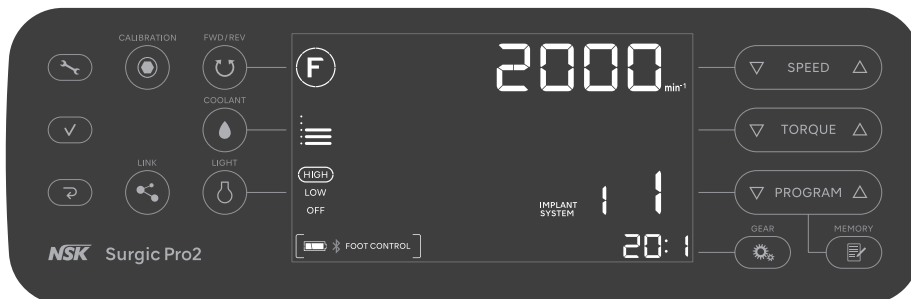 CALIBRATION
FWD/REV
F
2000 min⁻¹
SPEED
COOLANT
TORQUE
LINK
LIGHT
HIGH
LOW
OFF
IMPLANT
SYSTEM
1 1
PROGRAM
FOOT CONTROL
20:1
GEAR
MEMORY
NSK Surgic Pro2